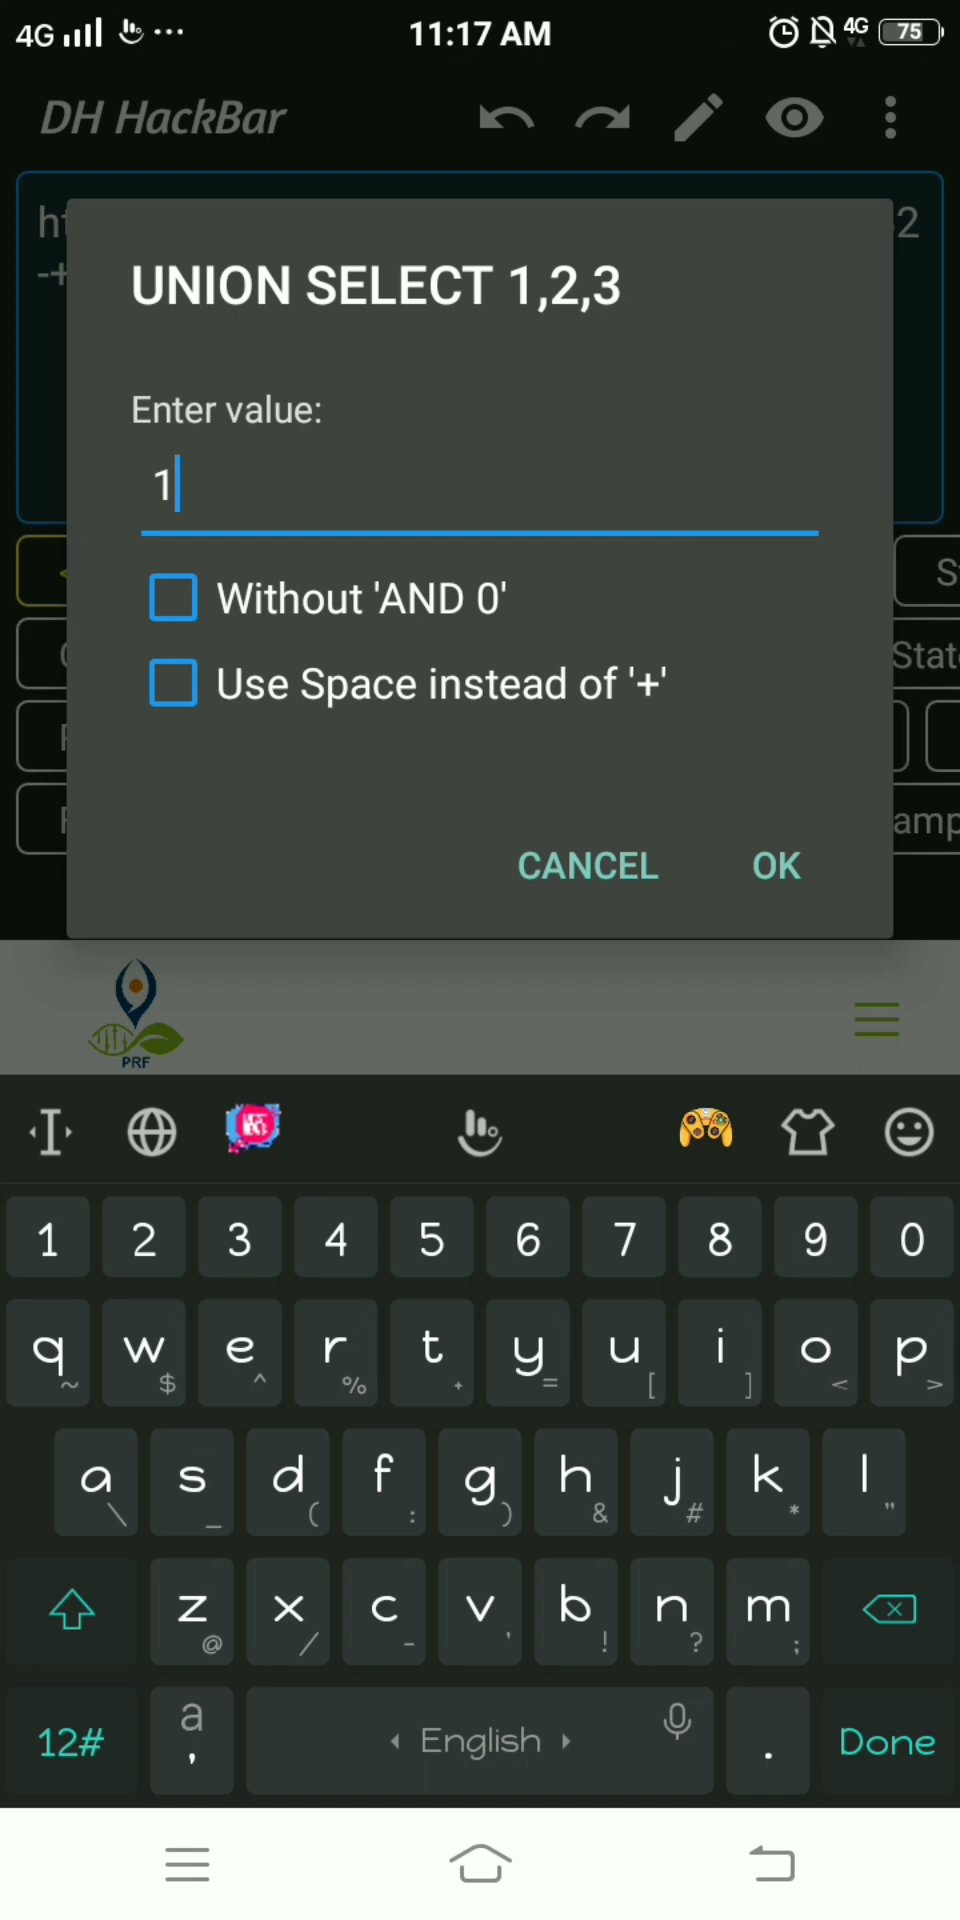 4G 11:17 AM 4G 75
DH HackBar
2
-+
UNION SELECT 1,2,3
Enter value:
1
Without 'AND 0'
Use Space instead of '+'
CANCEL OK
PRF
1 2 3 4 5 6 7 8 9 0
q w e r t y u i o p
~ $ ^ % + = [ ] < >
a s d f g h j k l
\ _ ( : ) & # * "
z x c v b n m
@ / - ' ! ? ;
12# a , English . Done